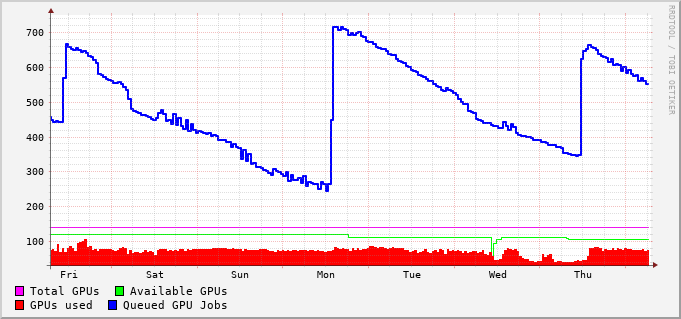 700
600
500
400
300
200
100
Fri Sat Sun Mon Tue Wed Thu
Total GPUs Available GPUs
GPUs used Queued GPU Jobs
RRDTOOL / TOBI OETIKER